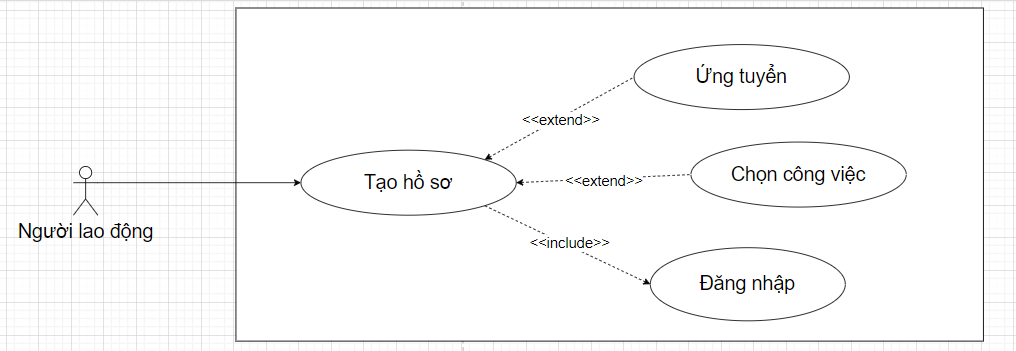 Ứng tuyển
<<extend>>
Tạo hồ sơ
<<extend>>
Chọn công việc
Người lao động
<<include>>
Đăng nhập